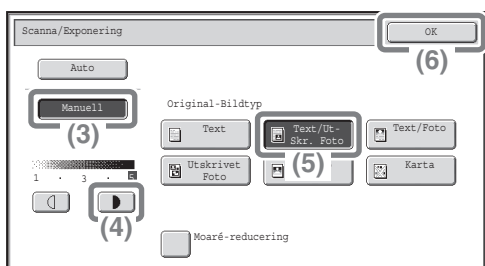 Scanna/Exponering
OK
(6)
Auto
Manuell
(3)
Original-Bildtyp
Text
Text/Ut-
Skr. Foto
(5)
Text/Foto
Utskrivet
Foto
Karta
1 · 3 · 5
(4)
Moaré-reducering